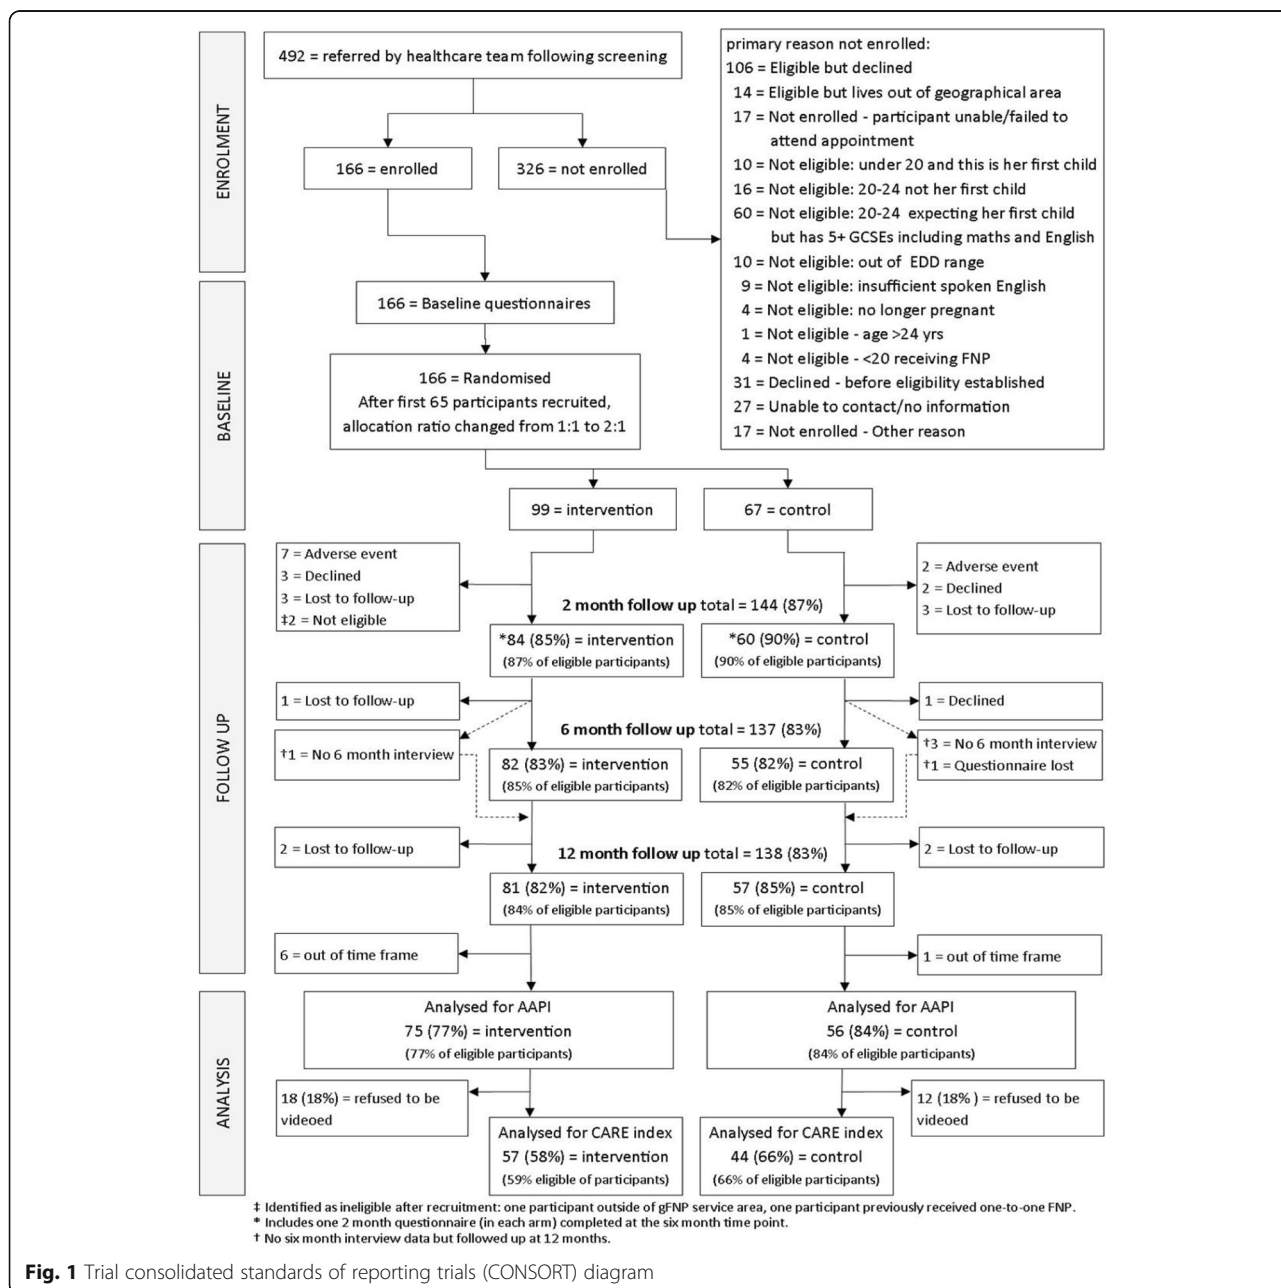 ENROLMENT
492 = referred by healthcare team following screening
166 = enrolled
326 = not enrolled
primary reason not enrolled:
106 = Eligible but declined
14 = Eligible but lives out of geographical area
17 = Not enrolled - participant unable/failed to
attend appointment
10 = Not eligible: under 20 and this is her first child
16 = Not eligible: 20-24 not her first child
60 = Not eligible: 20-24 expecting her first child
but has 5+ GCSEs including maths and English
10 = Not eligible: out of EDD range
9 = Not eligible: insufficient spoken English
4 = Not eligible: no longer pregnant
1 = Not eligible - age >24 yrs
4 = Not eligible - <20 receiving FNP
31 = Declined - before eligibility established
27 = Unable to contact/no information
17 = Not enrolled - Other reason
BASELINE
166 = Baseline questionnaires
166 = Randomised
After first 65 participants recruited,
allocation ratio changed from 1:1 to 2:1
99 = intervention
67 = control
FOLLOW UP
7 = Adverse event
3 = Declined
3 = Lost to follow-up
‡2 = Not eligible
2 = Adverse event
2 = Declined
3 = Lost to follow-up
2 month follow up total = 144 (87%)
*84 (85%) = intervention
(87% of eligible participants)
*60 (90%) = control
(90% of eligible participants)
1 = Lost to follow-up
1 = Declined
6 month follow up total = 137 (83%)
†1 = No 6 month interview
†3 = No 6 month interview
†1 = Questionnaire lost
82 (83%) = intervention
(85% of eligible participants)
55 (82%) = control
(82% of eligible participants)
2 = Lost to follow-up
2 = Lost to follow-up
12 month follow up total = 138 (83%)
81 (82%) = intervention
(84% of eligible participants)
57 (85%) = control
(85% of eligible participants)
6 = out of time frame
1 = out of time frame
ANALYSIS
Analysed for AAPI
75 (77%) = intervention
(77% of eligible participants)
Analysed for AAPI
56 (84%) = control
(84% of eligible participants)
18 (18%) = refused to be
videoed
12 (18% ) = refused to be
videoed
Analysed for CARE index
57 (58%) = intervention
(59% eligible of participants)
Analysed for CARE index
44 (66%) = control
(66% of eligible participants)
‡ Identified as ineligible after recruitment: one participant outside of gFNP service area, one participant previously received one-to-one FNP.
* Includes one 2 month questionnaire (in each arm) completed at the six month time point.
† No six month interview data but followed up at 12 months.
Fig. 1 Trial consolidated standards of reporting trials (CONSORT) diagram